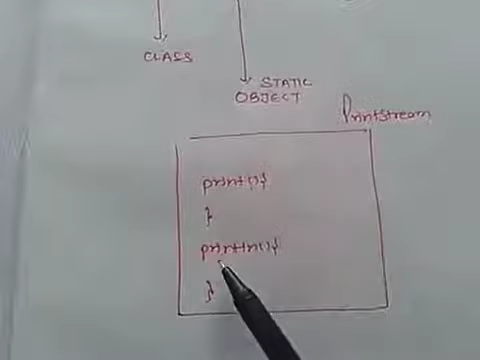 CLASS
STATIC
OBJECT
Printstream
print(){
}
println(){
}